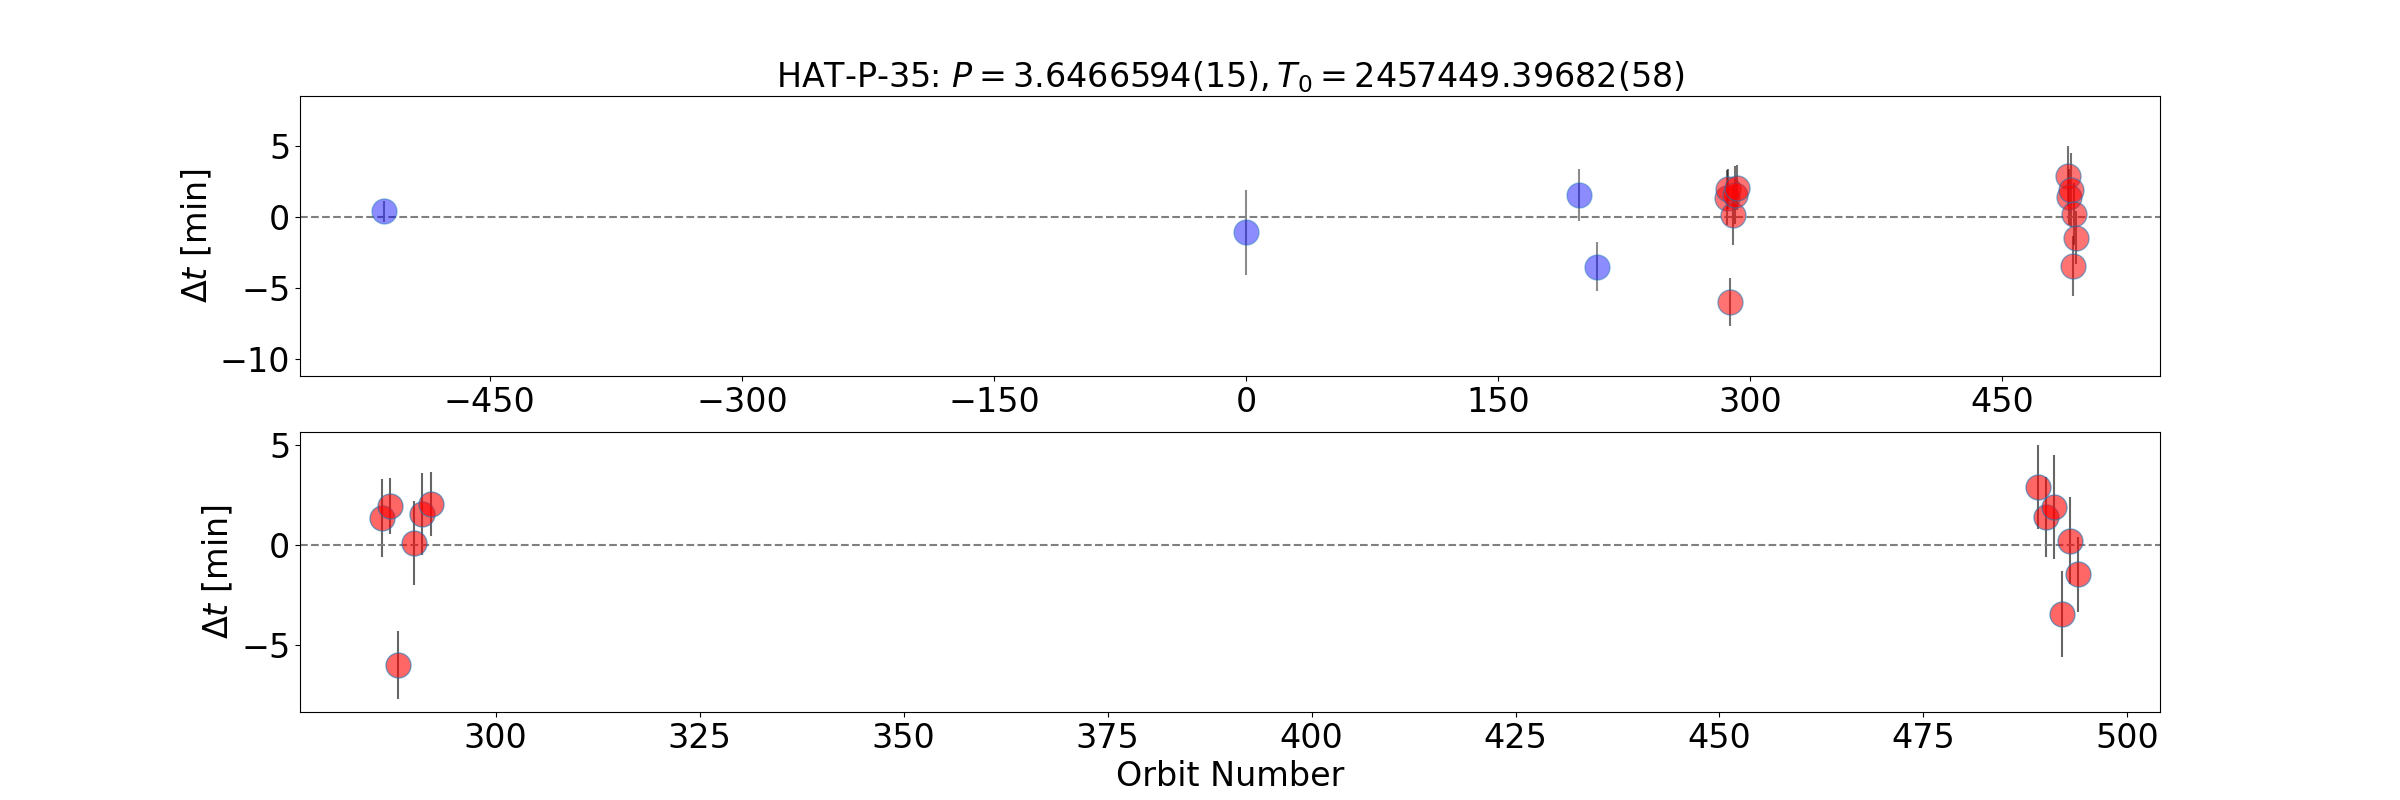 HAT-P-35: P = 3.6466594(15), T₀ = 2457449.39682(58)
Δt [min]
5
0
−5
−10
−450 −300 −150 0 150 300 450
Δt [min]
5
0
−5
300 325 350 375 400 425 450 475 500
Orbit Number